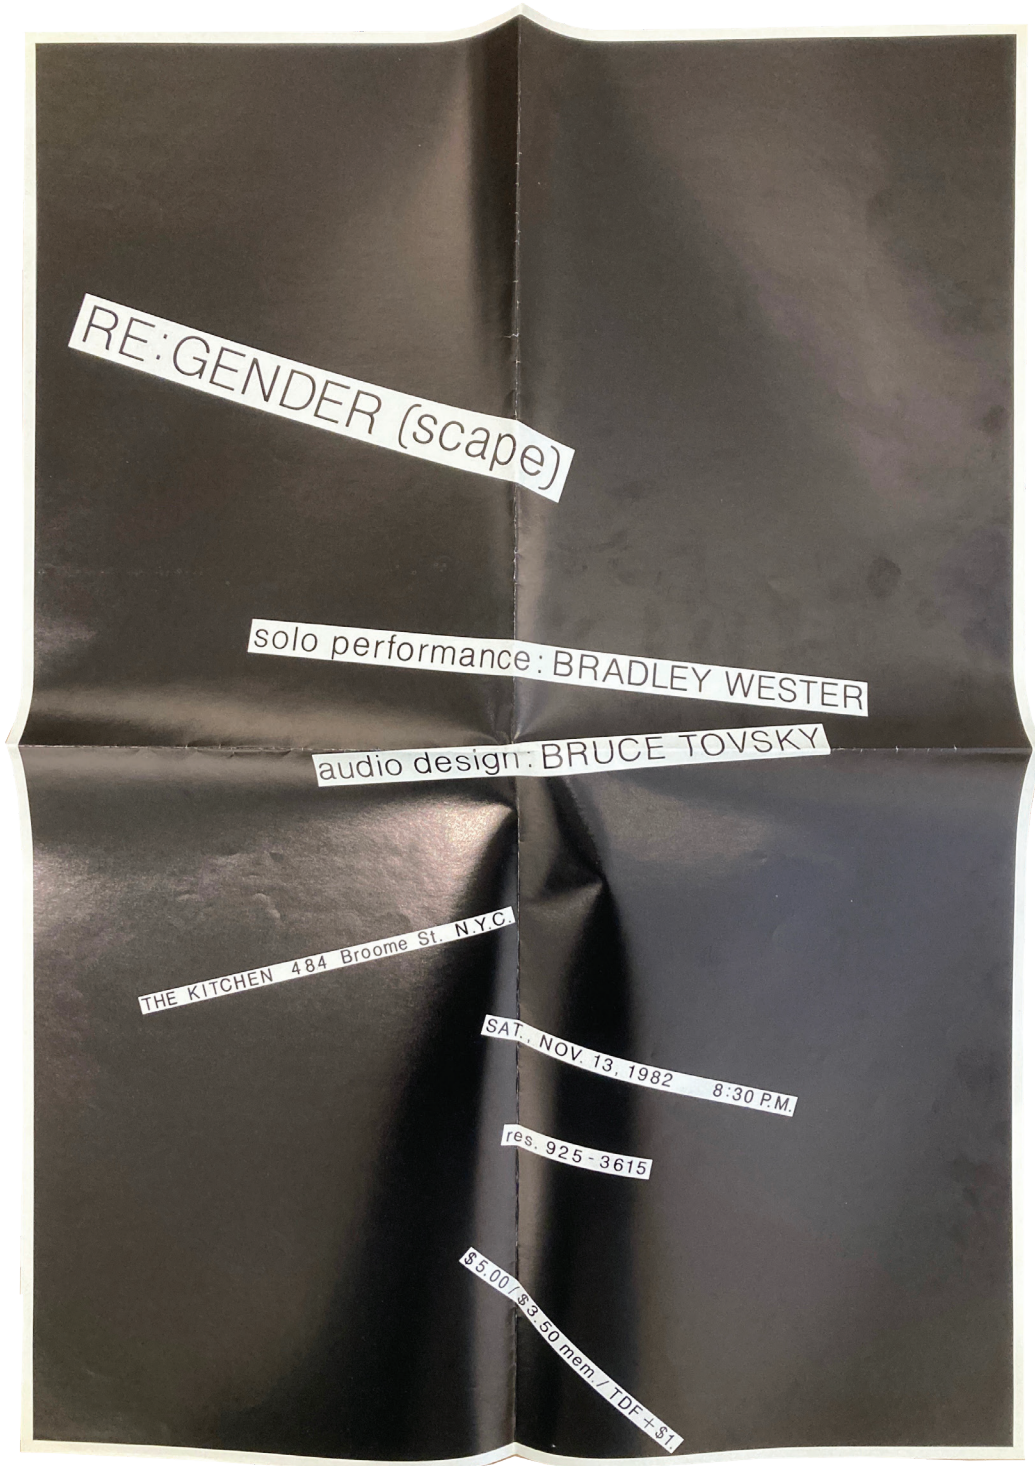 RE:GENDER (scape)
solo performance: BRADLEY WESTER
audio design: BRUCE TOVSKY
THE KITCHEN 484 Broome St. N.Y.C.
SAT., NOV. 13, 1982 8:30 P.M.
res. 925-3615
$5.00/$3.50 mem./ TDF + $1.